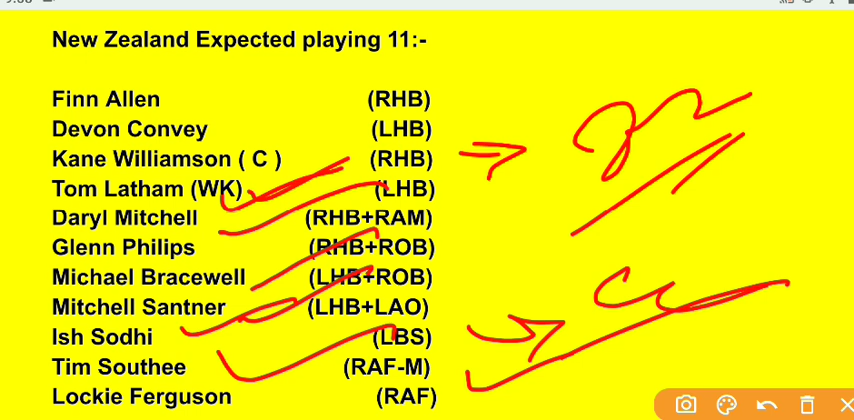 New Zealand Expected playing 11:-
Finn Allen (RHB)
Devon Convey (LHB)
Kane Williamson ( C ) (RHB)
Tom Latham (WK) (LHB)
Daryl Mitchell (RHB+RAM)
Glenn Philips (RHB+ROB)
Michael Bracewell (LHB+ROB)
Mitchell Santner (LHB+LAO)
Ish Sodhi (LBS)
Tim Southee (RAF-M)
Lockie Ferguson (RAF)